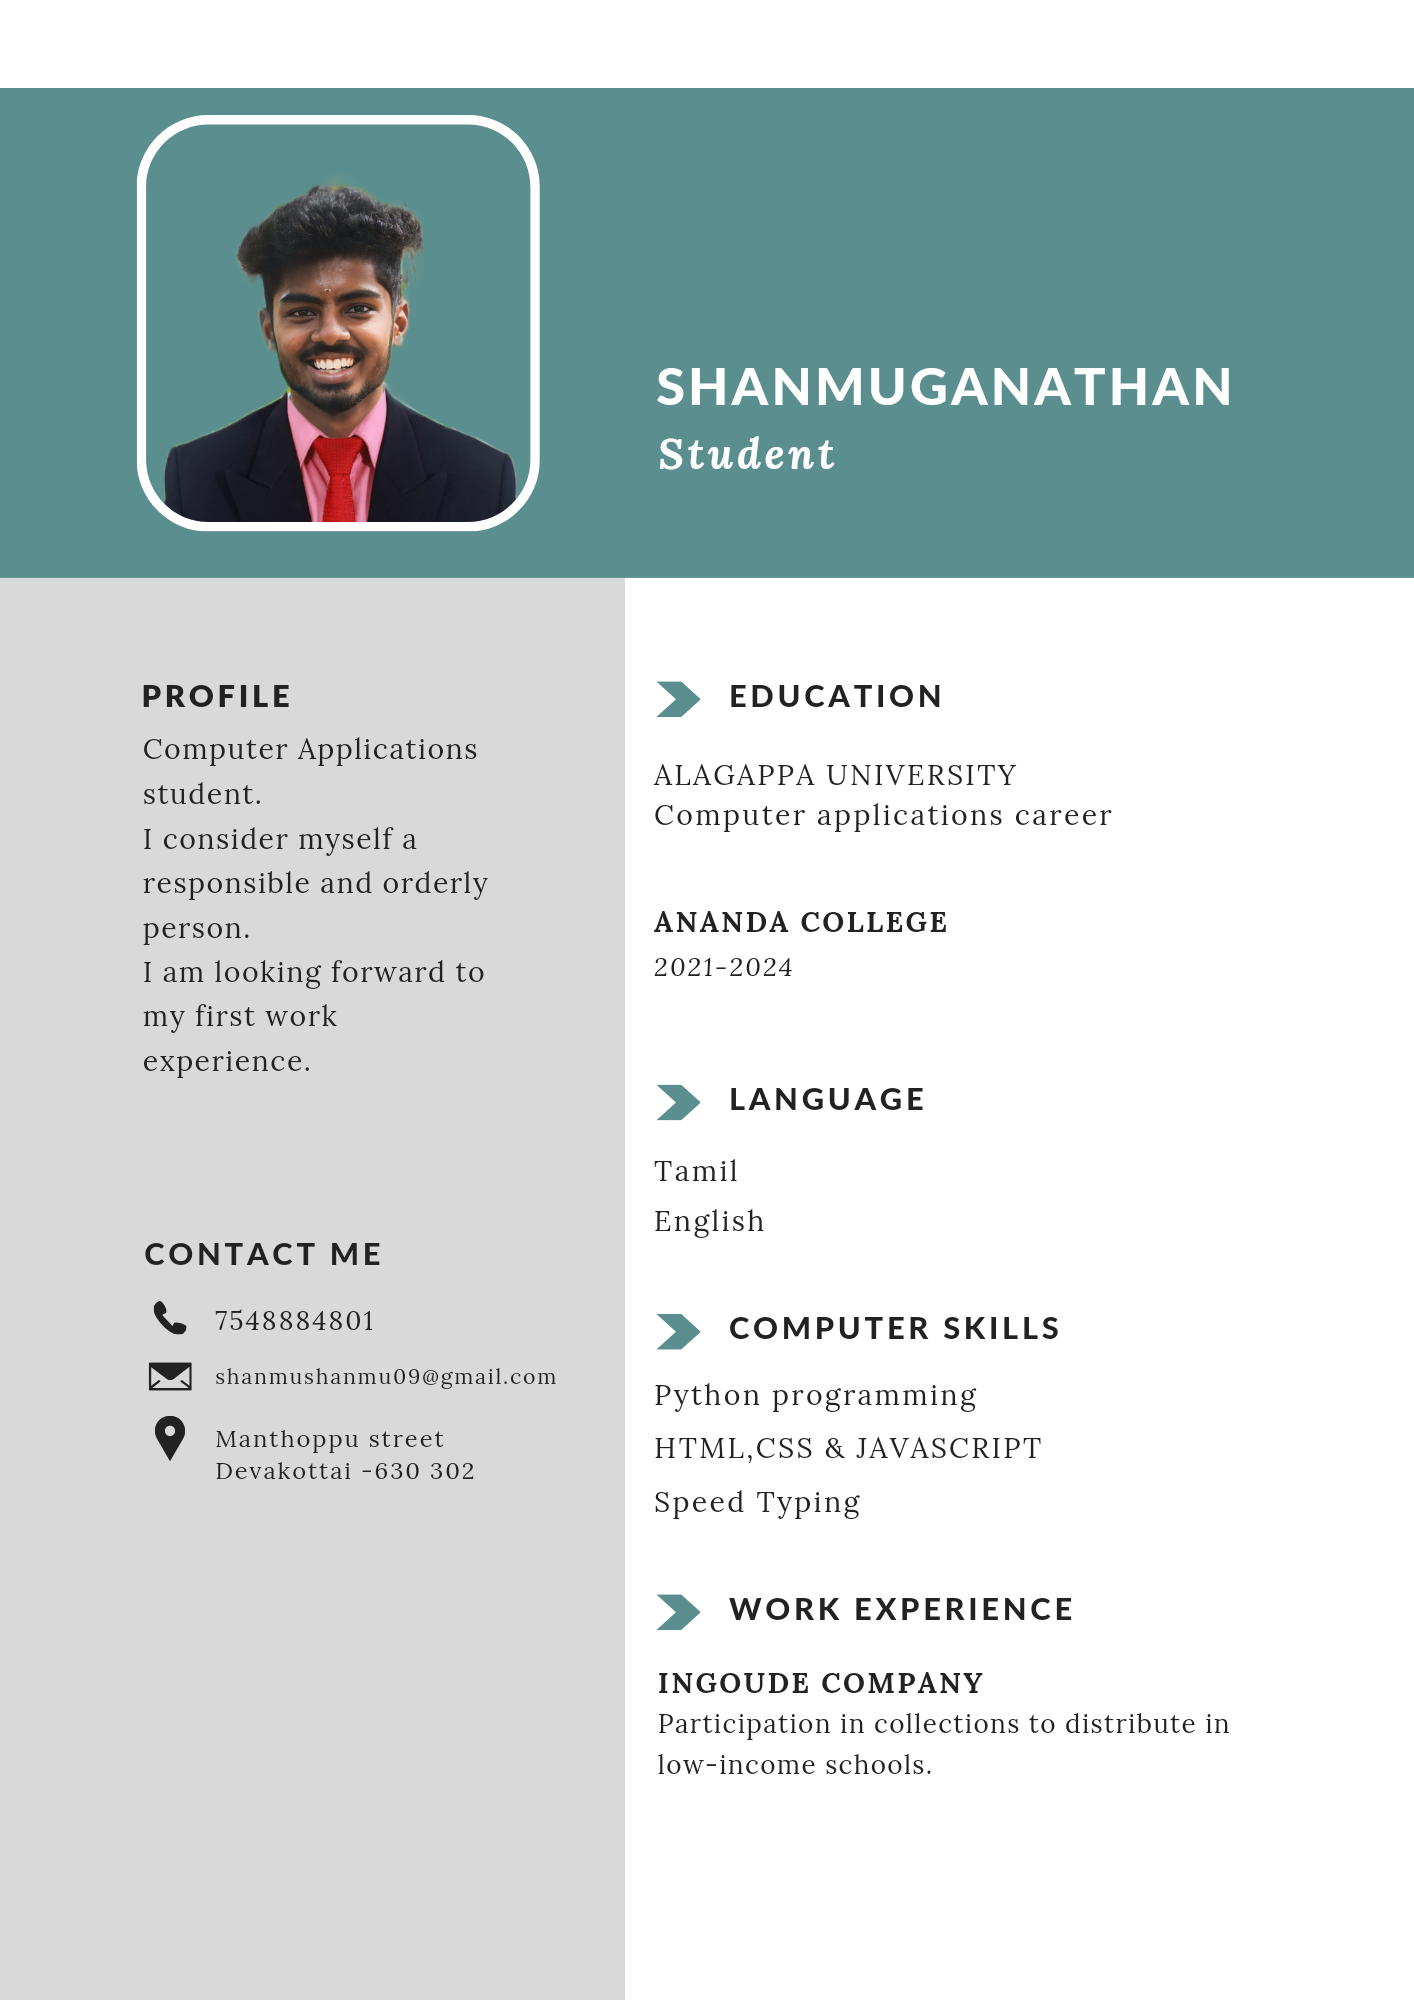 SHANMUGANATHAN
Student
PROFILE
Computer Applications
student.
I consider myself a
responsible and orderly
person.
I am looking forward to
my first work
experience.
CONTACT ME
7548884801
shanmushanmu09@gmail.com
Manthoppu street
Devakottai -630 302
EDUCATION
ALAGAPPA UNIVERSITY
Computer applications career
ANANDA COLLEGE
2021-2024
LANGUAGE
Tamil
English
COMPUTER SKILLS
Python programming
HTML,CSS & JAVASCRIPT
Speed Typing
WORK EXPERIENCE
INGOUDE COMPANY
Participation in collections to distribute in
low-income schools.